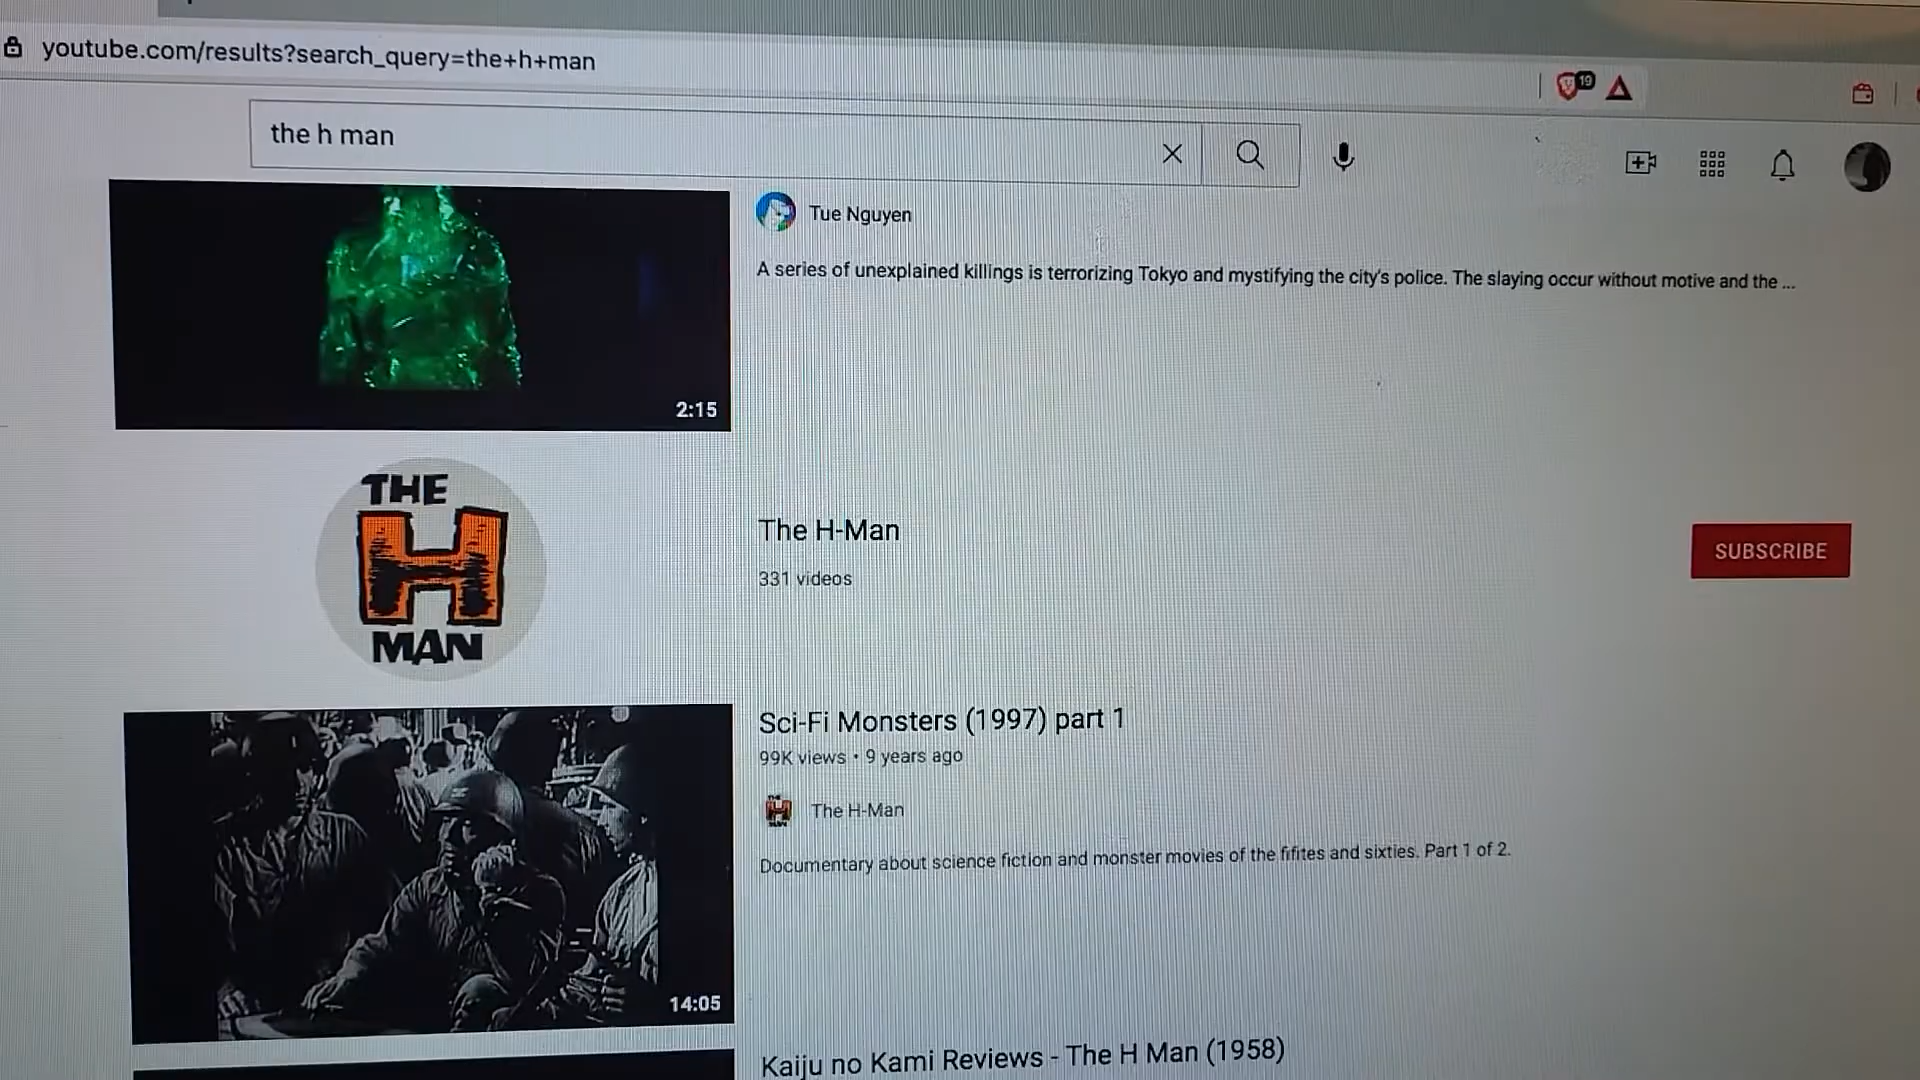 youtube.com/results?search_query=the+h+man
19
the h man
Tue Nguyen
A series of unexplained killings is terrorizing Tokyo and mystifying the city's police. The slaying occur without motive and the ...
2:15
THE
H
MAN
The H-Man
331 videos
SUBSCRIBE
Sci-Fi Monsters (1997) part 1
99K views • 9 years ago
The H-Man
Documentary about science fiction and monster movies of the fifites and sixties. Part 1 of 2.
14:05
Kaiju no Kami Reviews - The H Man (1958)